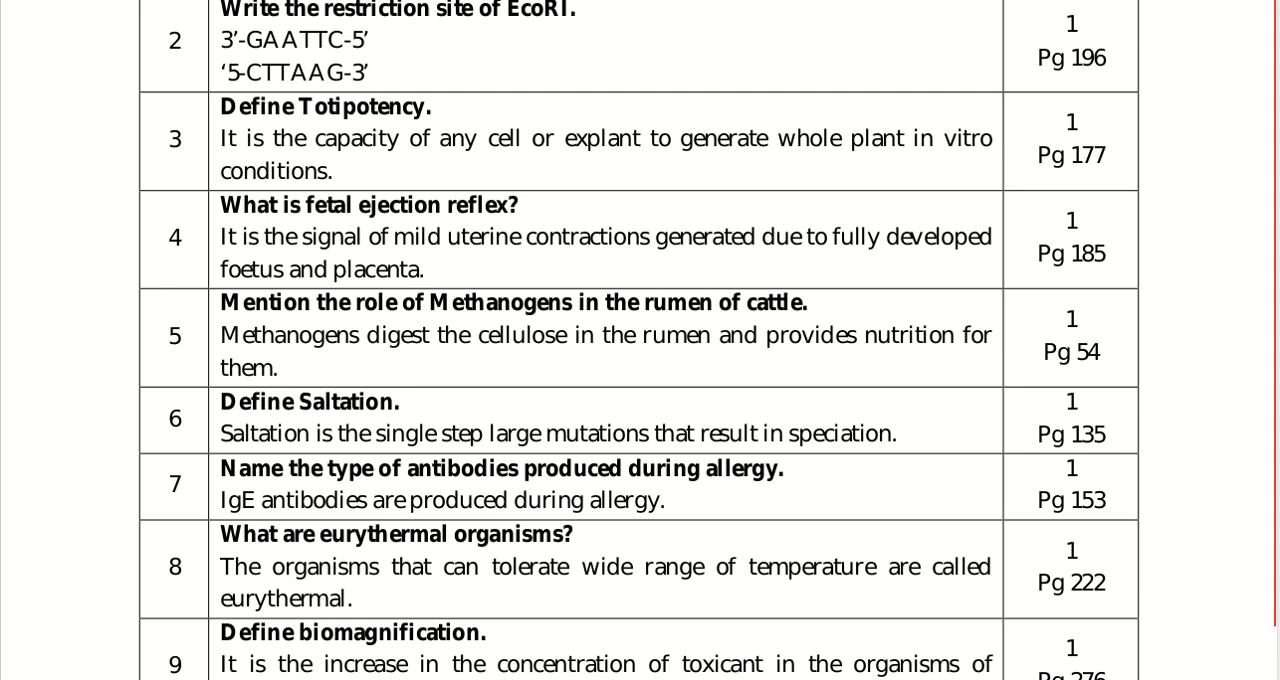 Write the restriction site of EcoRI.
2
3’-GAATTC-5’
‘5-CTTAAG-3’
1
Pg 196
Define Totipotency.
3
It is the capacity of any cell or explant to generate whole plant in vitro
conditions.
1
Pg 177
What is fetal ejection reflex?
4
It is the signal of mild uterine contractions generated due to fully developed
foetus and placenta.
1
Pg 185
Mention the role of Methanogens in the rumen of cattle.
5
Methanogens digest the cellulose in the rumen and provides nutrition for
them.
1
Pg 54
6
Define Saltation.
Saltation is the single step large mutations that result in speciation.
1
Pg 135
7
Name the type of antibodies produced during allergy.
IgE antibodies are produced during allergy.
1
Pg 153
What are eurythermal organisms?
8
The organisms that can tolerate wide range of temperature are called
eurythermal.
1
Pg 222
Define biomagnification.
9
It is the increase in the concentration of toxicant in the organisms of
1
Pg 276